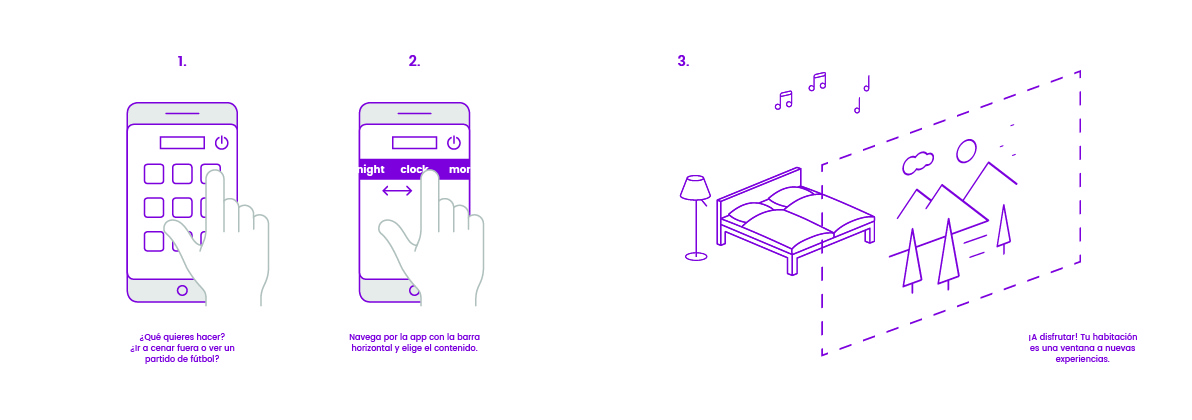 1.
¿Qué quieres hacer?
¿Ir a cenar fuera o ver un
partido de fútbol?
2.
night clock mor
Navega por la app con la barra
horizontal y elige el contenido.
3.
¡A disfrutar! Tu habitación
es una ventana a nuevas
experiencias.